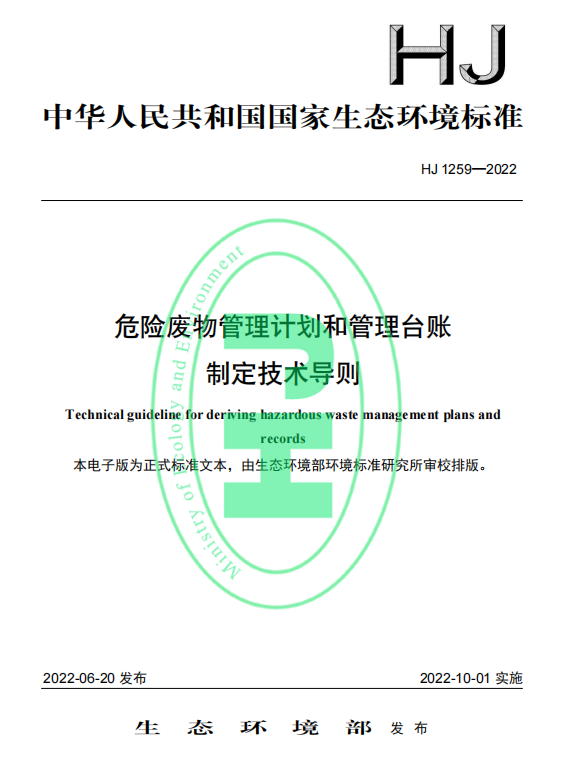 HJ
中华人民共和国国家生态环境标准
HJ 1259—2022
危险废物管理计划和管理台账
制定技术导则
Technical guideline for deriving hazardous waste management plans and
records
本电子版为正式标准文本，由生态环境部环境标准研究所审校排版。
Ministry of Ecology and Environment
HJ
2022-06-20 发布
2022-10-01 实施
生态环境部 发布